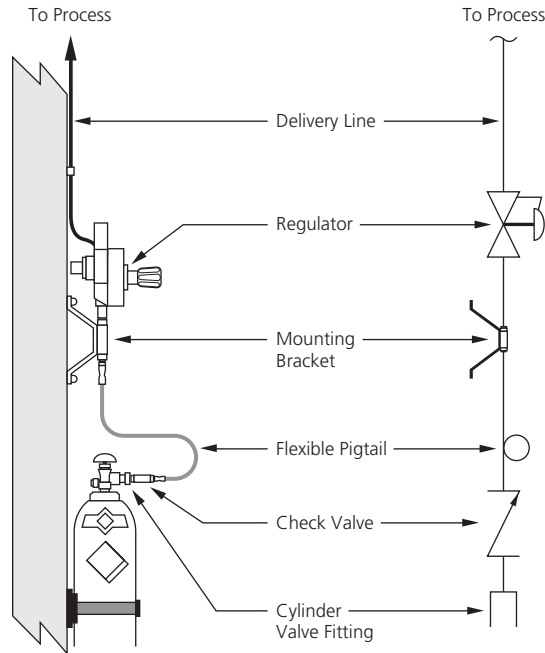 To Process
To Process
Delivery Line
Regulator
Mounting
Bracket
Flexible Pigtail
Check Valve
Cylinder
Valve Fitting